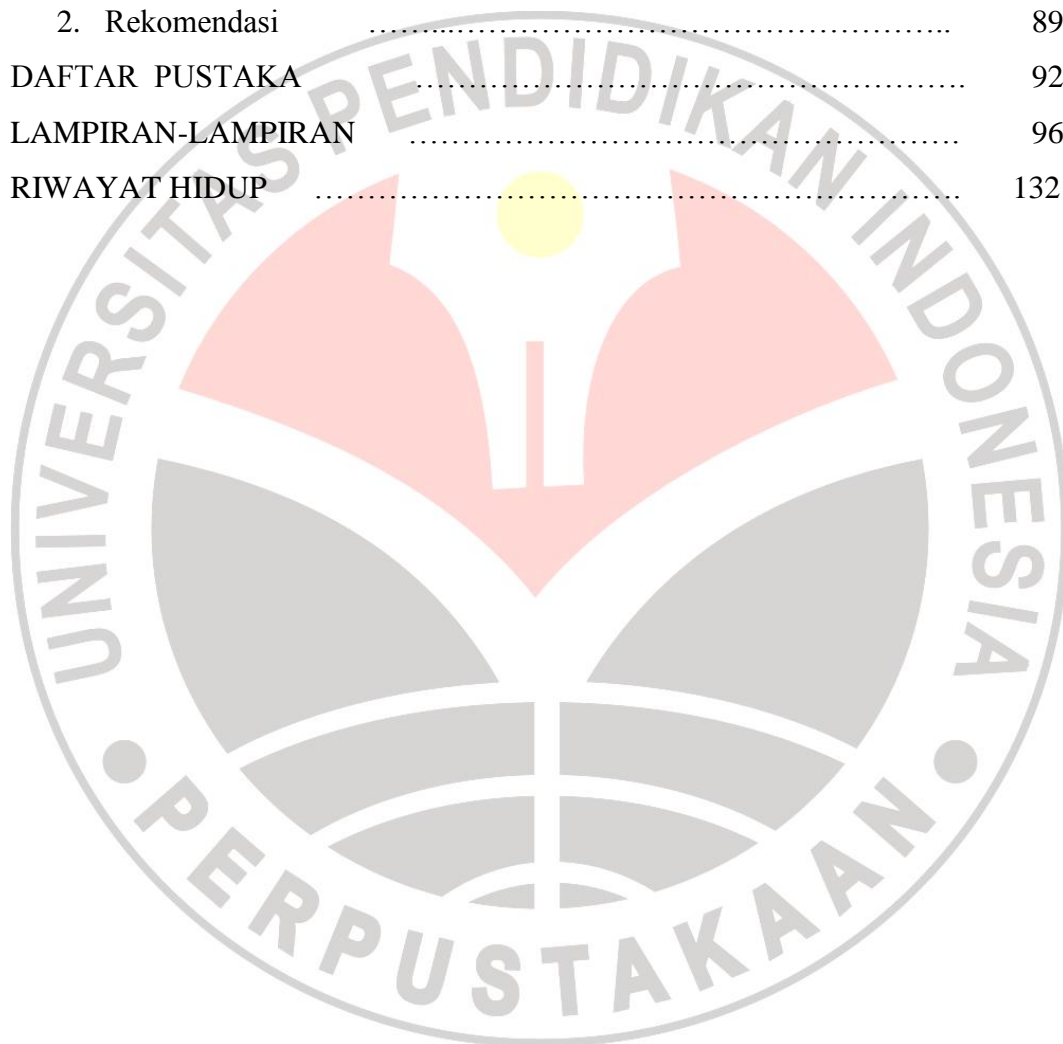 2. Rekomendasi ……...……………………………………….. 89
DAFTAR PUSTAKA ……………………………………………. 92
LAMPIRAN-LAMPIRAN ……………………………………………. 96
RIWAYAT HIDUP ……………………………………………………. 132
UNIVERSITAS PENDIDIKAN INDONESIA
PERPUSTAKAAN